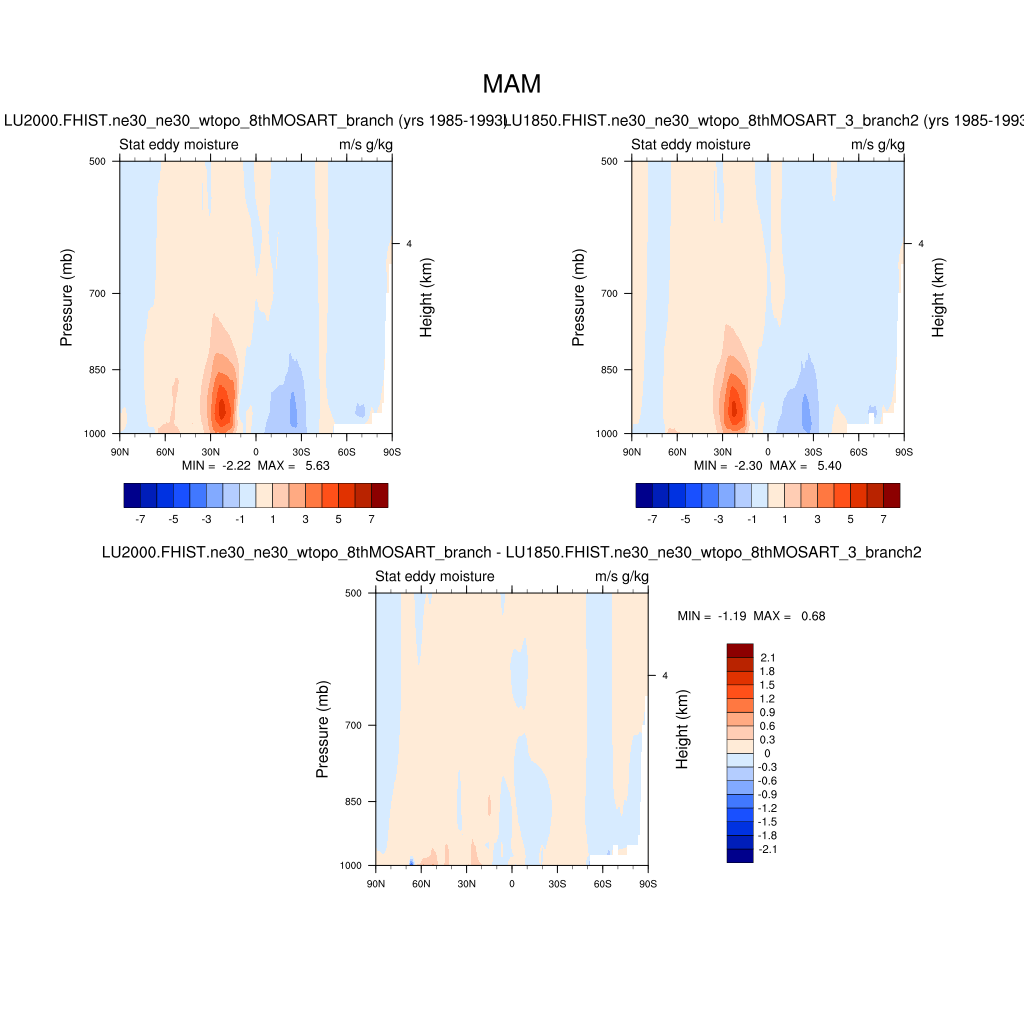 MAM
LU2000.FHIST.ne30_ne30_wtopo_8thMOSART_branch (yrs 1985-1993)
LU1850.FHIST.ne30_ne30_wtopo_8thMOSART_3_branch2 (yrs 1985-1993
Stat eddy moisture m/s g/kg
Stat eddy moisture m/s g/kg
500
700
850
1000
Pressure (mb)
4
Height (km)
90N 60N 30N 0 30S 60S 90S
MIN = -2.22 MAX = 5.63
-7 -5 -3 -1 1 3 5 7
500
700
850
1000
Pressure (mb)
4
Height (km)
90N 60N 30N 0 30S 60S 90S
MIN = -2.30 MAX = 5.40
-7 -5 -3 -1 1 3 5 7
LU2000.FHIST.ne30_ne30_wtopo_8thMOSART_branch - LU1850.FHIST.ne30_ne30_wtopo_8thMOSART_3_branch2
Stat eddy moisture m/s g/kg
500
700
850
1000
Pressure (mb)
4
Height (km)
90N 60N 30N 0 30S 60S 90S
MIN = -1.19 MAX = 0.68
2.1
1.8
1.5
1.2
0.9
0.6
0.3
0
-0.3
-0.6
-0.9
-1.2
-1.5
-1.8
-2.1